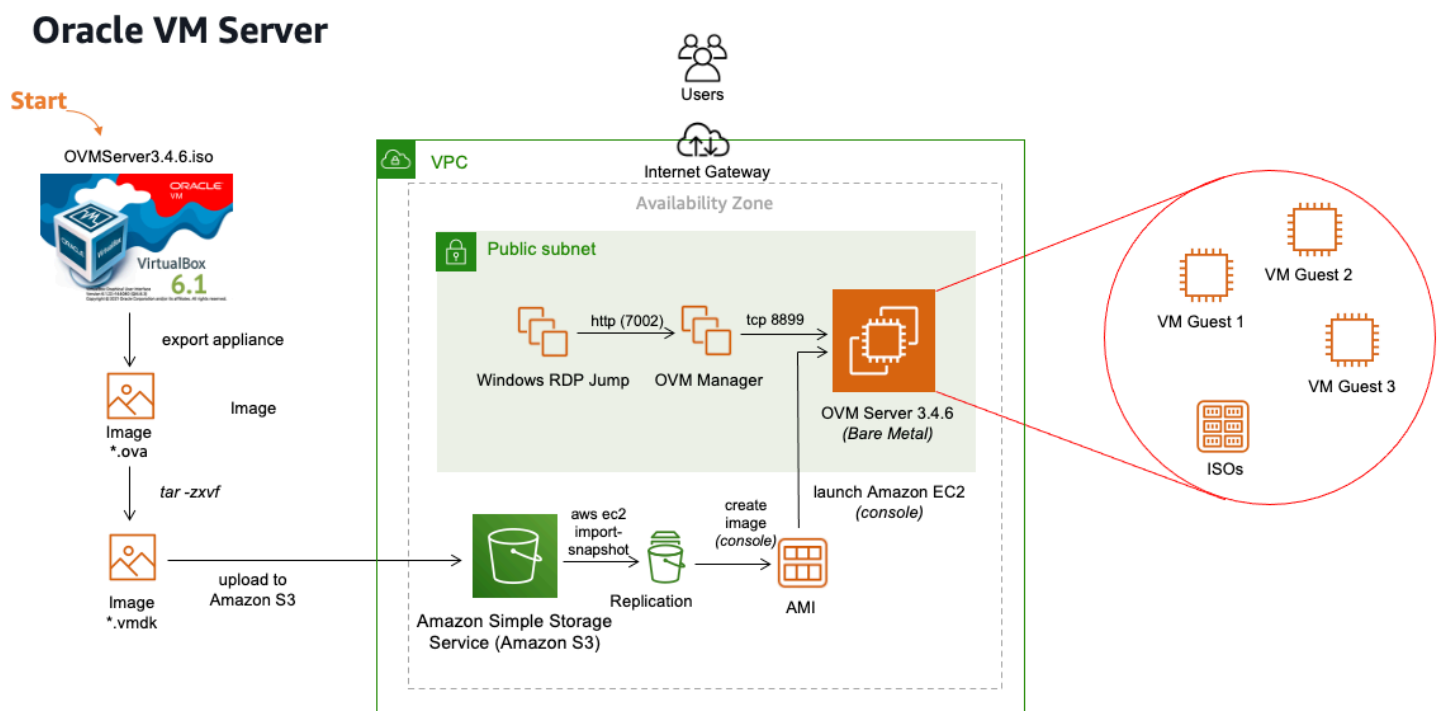 Oracle VM Server
Start
OVMServer3.4.6.iso
ORACLE
VM
ORACLE
VirtualBox
VirtualBox
6.1
export appliance
Image
*.ova
Image
tar -zxvf
Image
*.vmdk
upload to
Amazon S3
Users
Internet Gateway
VPC
Availability Zone
Public subnet
Windows RDP Jump
http (7002)
OVM Manager
tcp 8899
OVM Server 3.4.6
(Bare Metal)
Amazon Simple Storage
Service (Amazon S3)
aws ec2
import-
snapshot
Replication
create
image
(console)
AMI
launch Amazon EC2
(console)
VM Guest 1
VM Guest 2
VM Guest 3
ISOs